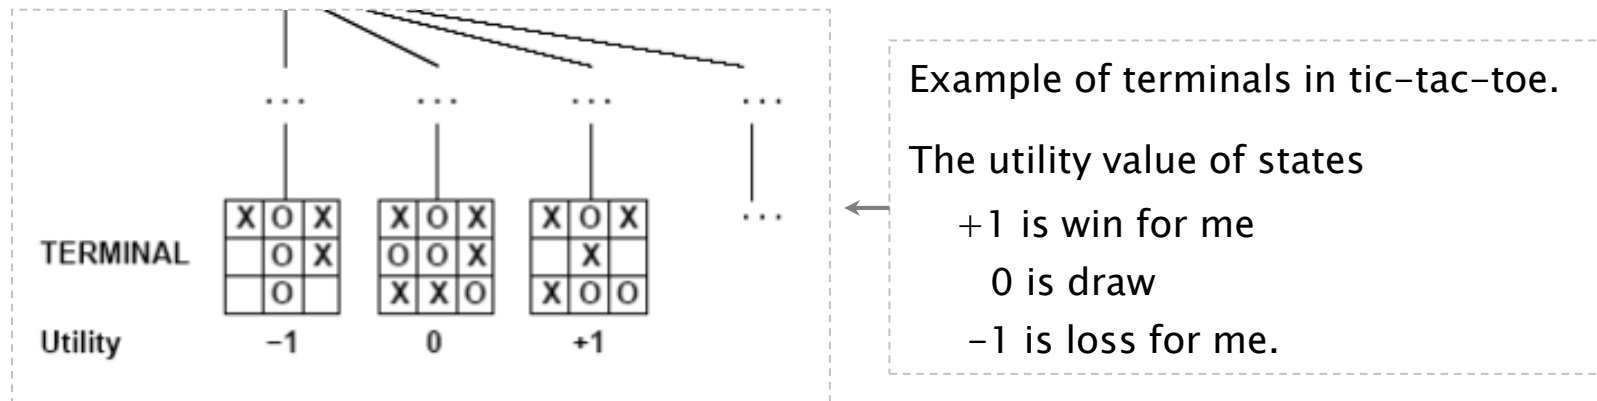 ... ... ... ...
X O X X O X X O X ...
TERMINAL O X O O X X
O X X O X O O
Utility -1 0 +1
Example of terminals in tic-tac-toe.
The utility value of states
+1 is win for me
0 is draw
-1 is loss for me.